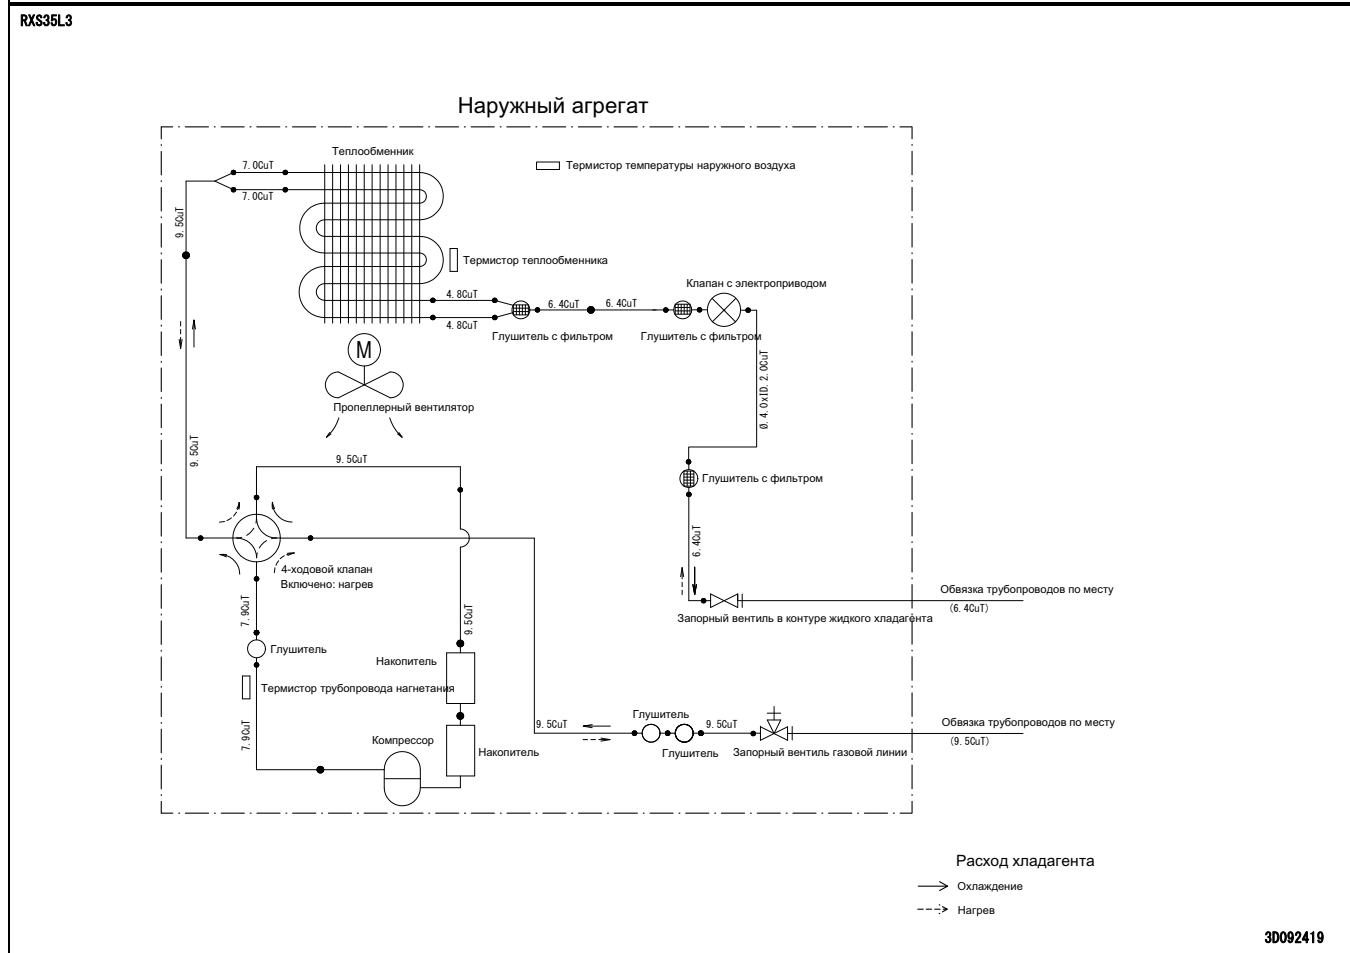 RXS35L3
Наружный агрегат
Теплообменник
Термистор температуры наружного воздуха
7.0CuT
7.0CuT
9.5CuT
Термистор теплообменника
Клапан с электроприводом
4.8CuT
4.8CuT
6.4CuT
6.4CuT
Глушитель с фильтром
Глушитель с фильтром
M
Ø.4.0xID.2.0CuT
Пропеллерный вентилятор
9.5CuT
9.5CuT
Глушитель с фильтром
6.4CuT
4-ходовой клапан
Включено: нагрев
Обвязка трубопроводов по месту
(6.4CuT)
7.9CuT
9.5CuT
Запорный вентиль в контуре жидкого хладагента
Глушитель
Накопитель
Термистор трубопровода нагнетания
Глушитель
9.5CuT
9.5CuT
Обвязка трубопроводов по месту
(9.5CuT)
7.9CuT
Компрессор
Накопитель
Глушитель
Запорный вентиль газовой линии
Расход хладагента
Охлаждение
Нагрев
3D092419